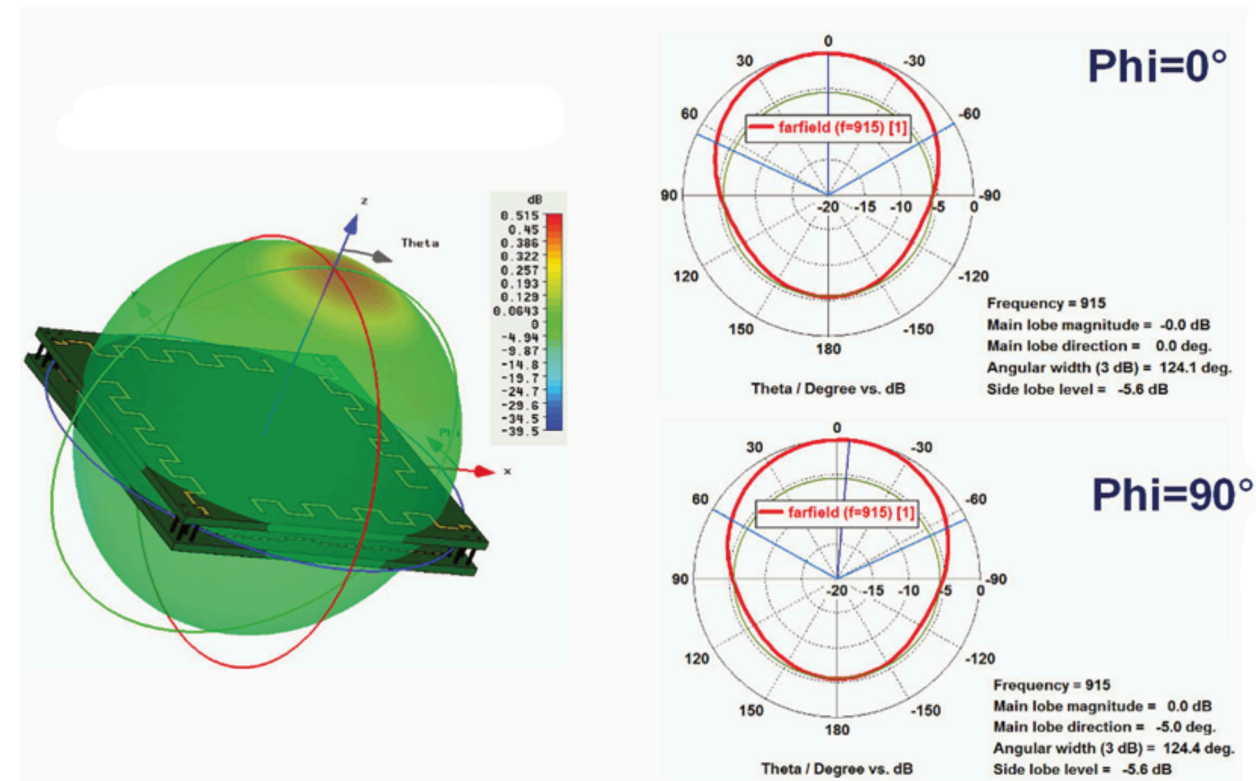 dB
0.515
0.45
0.386
0.322
0.257
0.193
0.129
0.0643
0
-4.94
-9.87
-14.8
-19.7
-24.7
-29.6
-34.5
-39.5
z
Theta
Phi
x
Phi=0°
0
30
-30
60
-60
farfield (f=915) [1]
90
-20 -15 -10 -5 0
-90
120
-120
150
-150
180
Theta / Degree vs. dB
Frequency = 915
Main lobe magnitude = -0.0 dB
Main lobe direction = 0.0 deg.
Angular width (3 dB) = 124.1 deg.
Side lobe level = -5.6 dB
Phi=90°
0
30
-30
60
-60
farfield (f=915) [1]
90
-20 -15 -10 -5 0
-90
120
-120
150
-150
180
Theta / Degree vs. dB
Frequency = 915
Main lobe magnitude = 0.0 dB
Main lobe direction = -5.0 deg.
Angular width (3 dB) = 124.4 deg.
Side lobe level = -5.6 dB